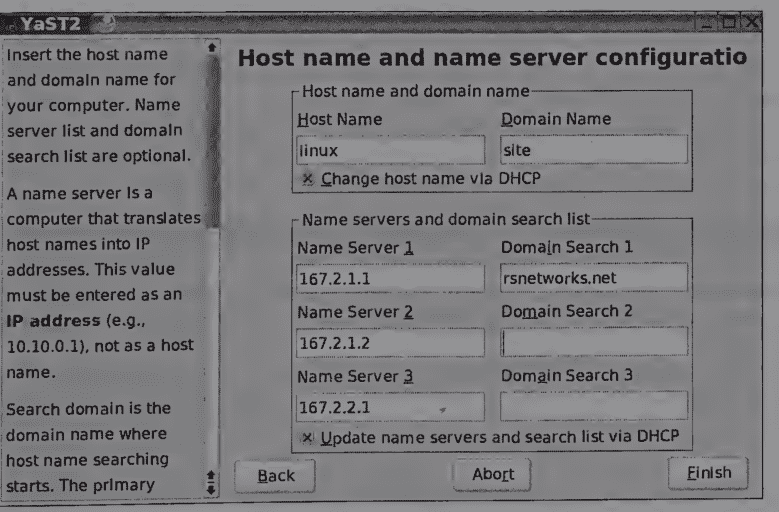 YaST2
Insert the host name
and domain name for
your computer. Name
server list and domain
search list are optional.
A name server is a
computer that translates
host names into IP
addresses. This value
must be entered as an
IP address (e.g.,
10.10.0.1), not as a host
name.
Search domain is the
domain name where
host name searching
starts. The primary
Host name and name server configuratio
Host name and domain name
Host Name Domain Name
linux site
Change host name via DHCP
Name servers and domain search list
Name Server 1 Domain Search 1
167.2.1.1 rsnetworks.net
Name Server 2 Domain Search 2
167.2.1.2
Name Server 3 Domain Search 3
167.2.2.1
Update name servers and search list via DHCP
Back Abort Finish